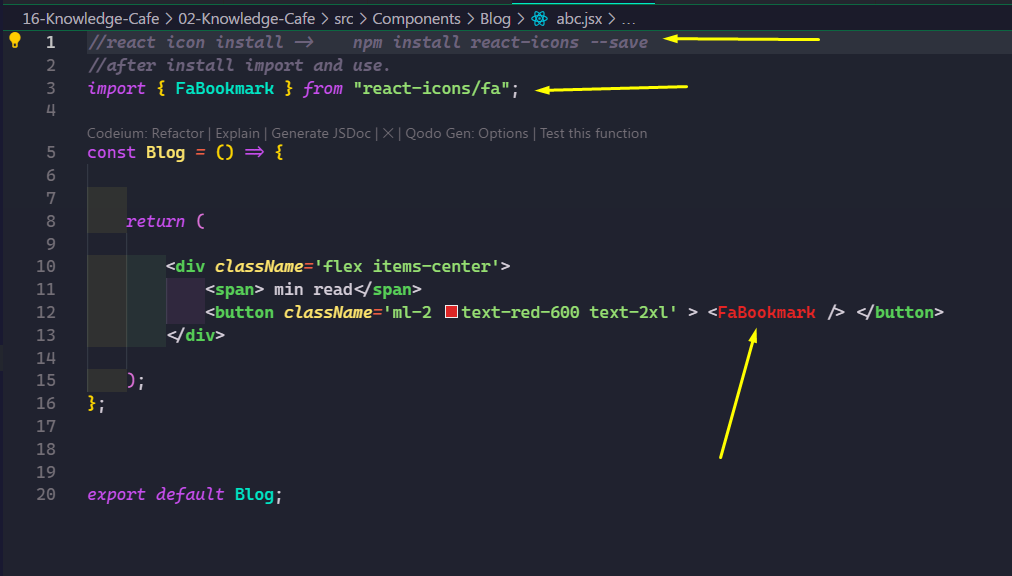 16-Knowledge-Cafe > 02-Knowledge-Cafe > src > Components > Blog > abc.jsx > ...
1 //react icon install -> npm install react-icons --save
2 //after install import and use.
3 import { FaBookmark } from "react-icons/fa";
4
Codeium: Refactor | Explain | Generate JSDoc | × | Qodo Gen: Options | Test this function
5 const Blog = () => {
6
7
8 return (
9
10 <div className='flex items-center'>
11 <span> min read</span>
12 <button className='ml-2 text-red-600 text-2xl' > <FaBookmark /> </button>
13 </div>
14
15 );
16 };
17
18
19
20 export default Blog;